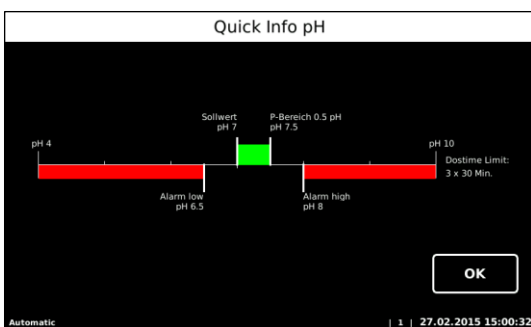 Quick Info pH
Sollwert
pH 7
P-Bereich 0.5 pH
pH 7.5
pH 4
pH 10
Dostime Limit:
3 x 30 Min.
Alarm low
pH 6.5
Alarm high
pH 8
OK
Automatic
| 1 | 27.02.2015 15:00:32